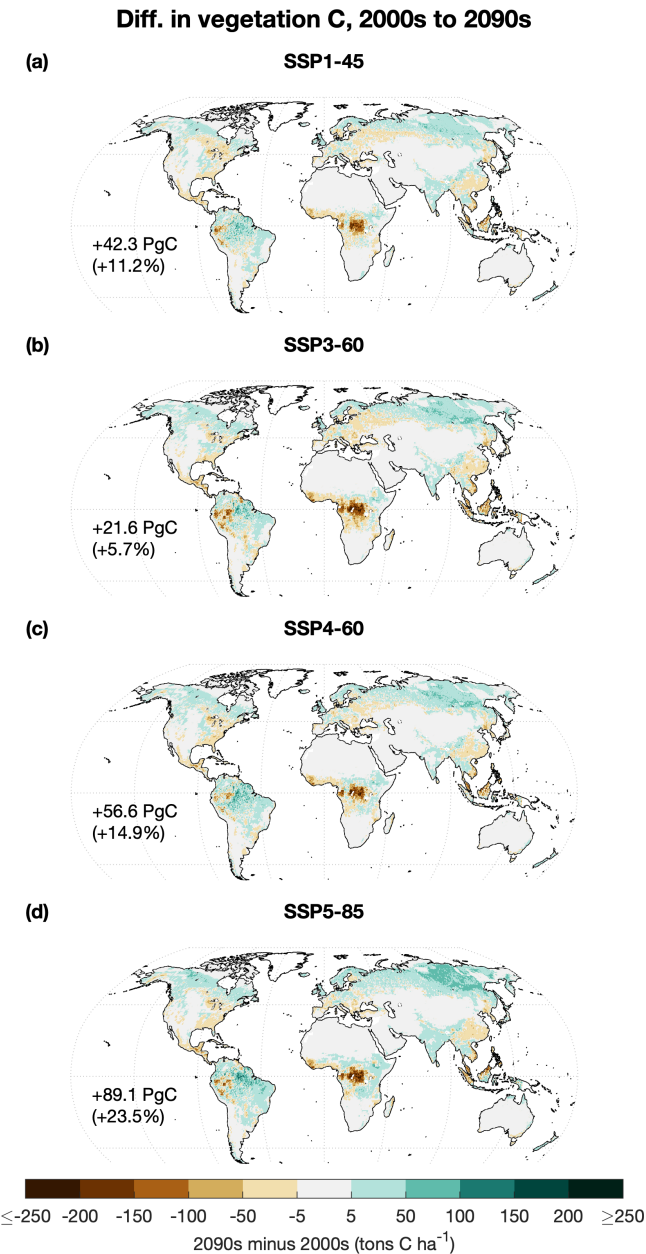 Diff. in vegetation C, 2000s to 2090s
(a) SSP1-45
+42.3 PgC
(+11.2%)
(b) SSP3-60
+21.6 PgC
(+5.7%)
(c) SSP4-60
+56.6 PgC
(+14.9%)
(d) SSP5-85
+89.1 PgC
(+23.5%)
≤-250 -200 -150 -100 -50 -5 5 50 100 150 200 ≥250
2090s minus 2000s (tons C ha⁻¹)